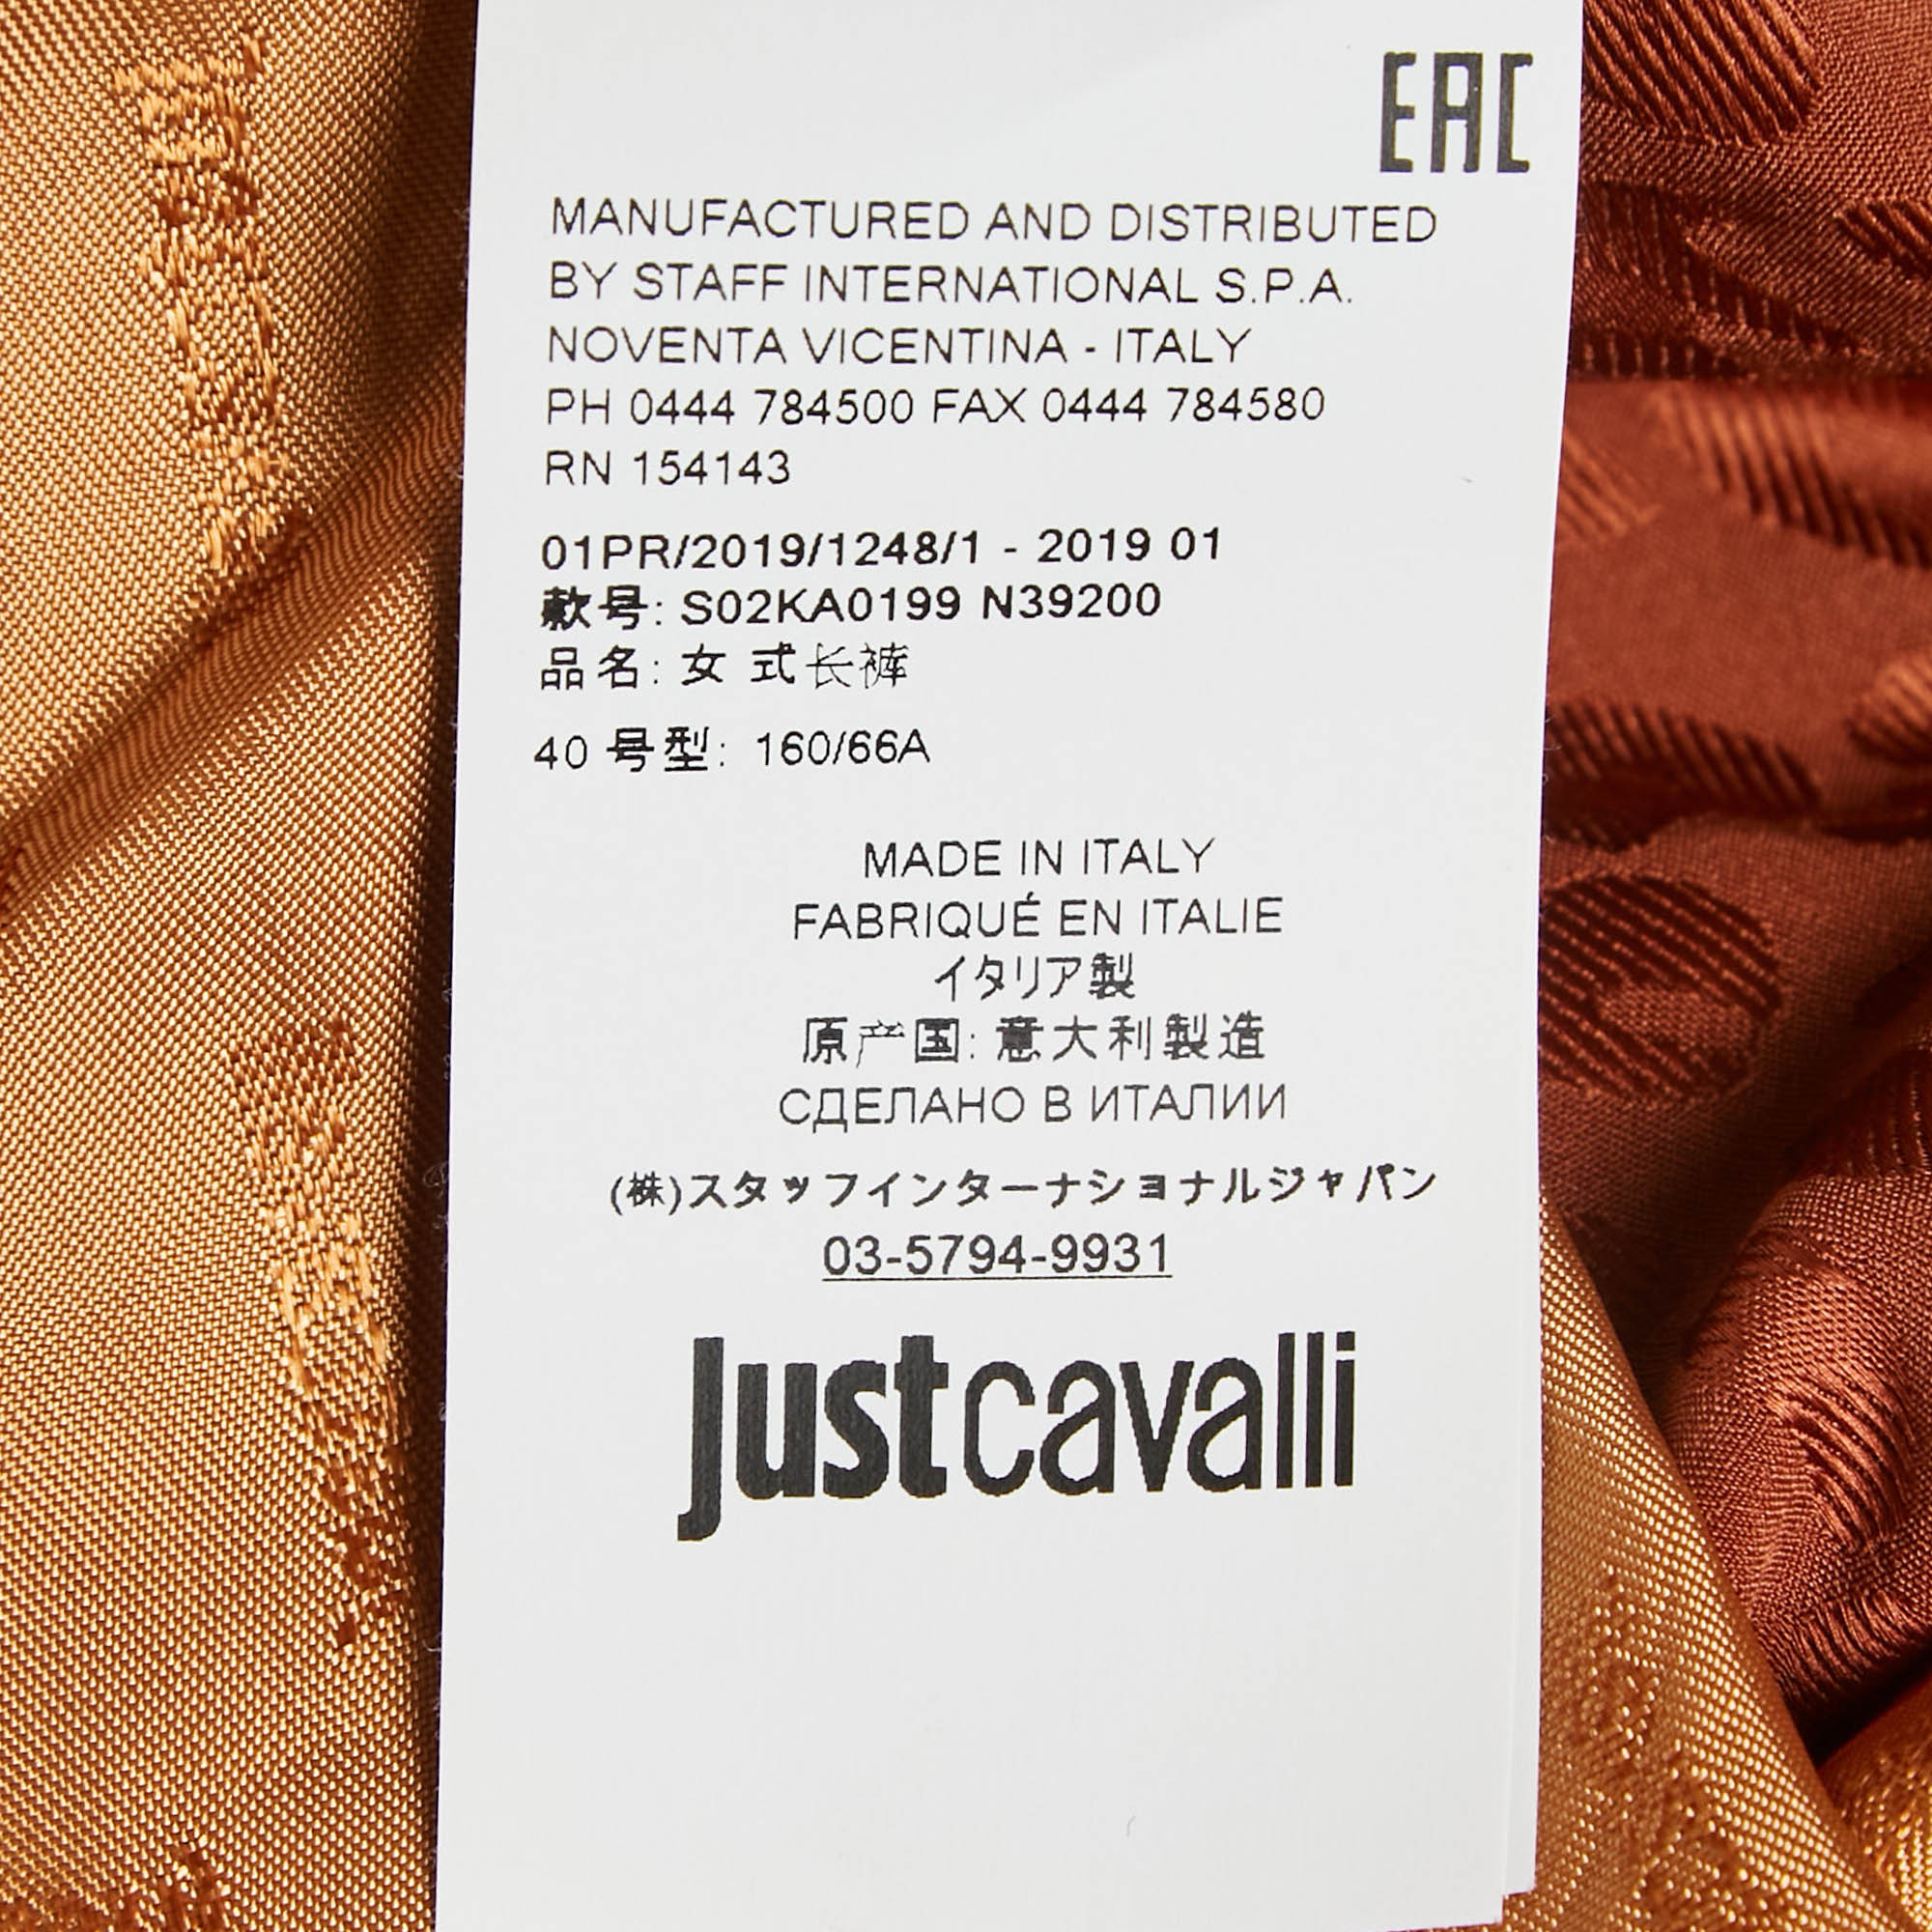 EAC
MANUFACTURED AND DISTRIBUTED
BY STAFF INTERNATIONAL S.P.A.
NOVENTA VICENTINA - ITALY
PH 0444 784500 FAX 0444 784580
RN 154143
01PR/2019/1248/1 - 2019 01
款号: S02KA0199 N39200
品名: 女 式长裤
40 号型: 160/66A
MADE IN ITALY
FABRIQUÉ EN ITALIE
イタリア製
原产国: 意大利製造
СДЕЛАНО В ИТАЛИИ
(株)スタッフインターナショナルジャパン
03-5794-9931
justcavalli